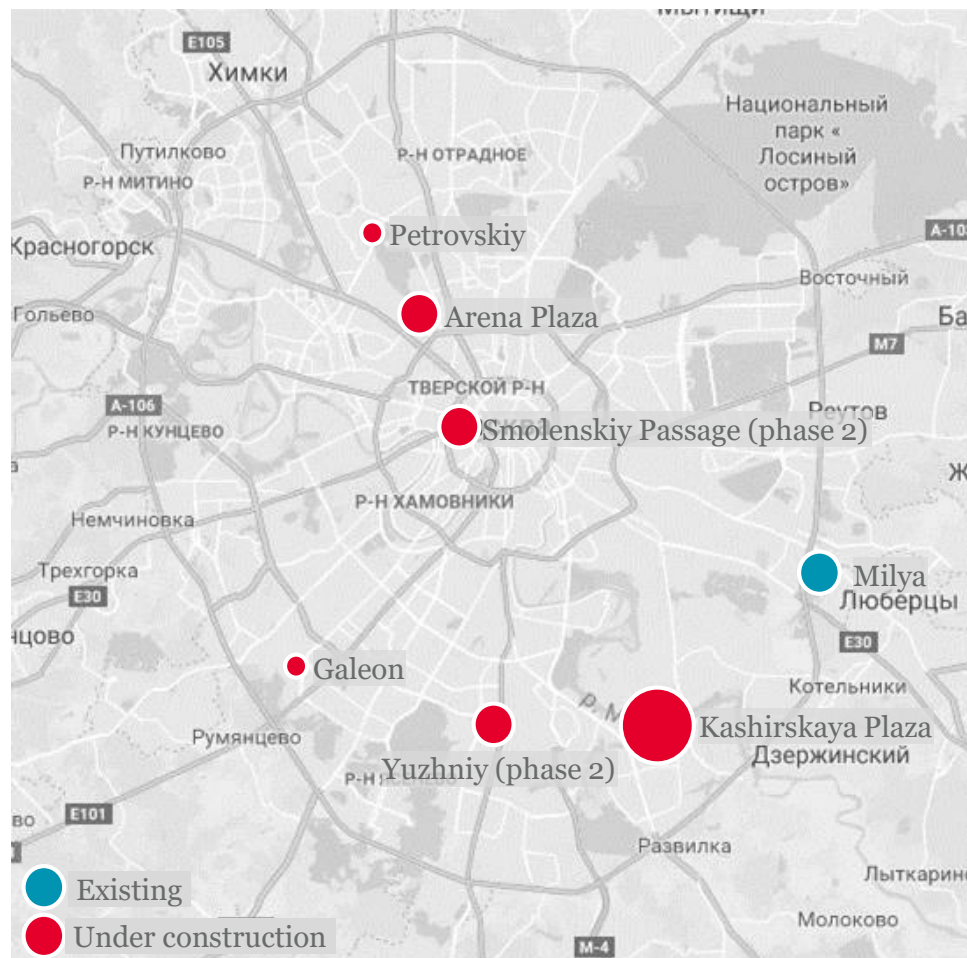 Мытищи
E105
Химки
Национальный
парк «
Лосиный
остров»
Путилково
Р-Н ОТРАДНОЕ
Р-Н МИТИНО
Petrovskiy
Красногорск
Восточный
Гольево
Arena Plaza
Ба
M7
ТВЕРСКОЙ Р-Н
A-106
Реутов
Р-Н КУНЦЕВО
Smolenskiy Passage (phase 2)
Ж
Р-Н ХАМОВНИКИ
Немчиновка
Трехгорка
Milya
E30
Люберцы
нцово
E30
Galeon
Котельники
Румянцево
Kashirskaya Plaza
Дзержинский
Yuzhniy (phase 2)
E101
во
Развилка
Лыткарин
Existing
Молоково
Under construction
M-4